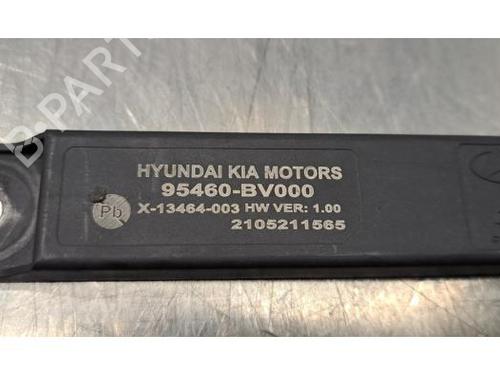 B-PARTS
HYUNDAI KIA MOTORS
95460-BV000
Pb
X-13464-003 HW VER: 1.00
2105211565